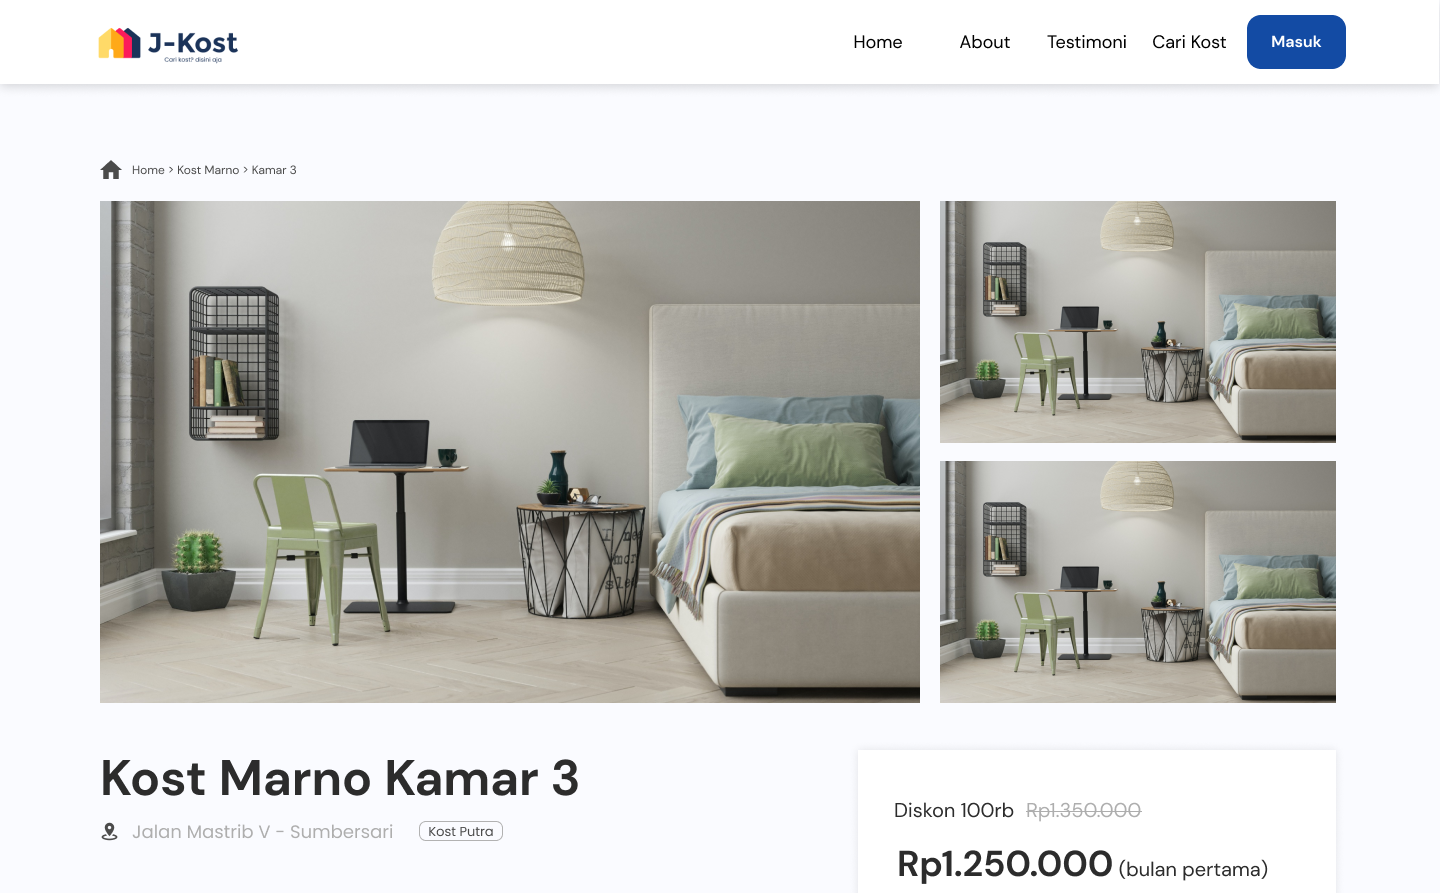 J-Kost
Cari kost? disini aja
Home About Testimoni Cari Kost Masuk
Home > Kost Marno > Kamar 3
Kost Marno Kamar 3
Jalan Mastrib V - Sumbersari Kost Putra
Diskon 100rb Rp1.350.000
Rp1.250.000 (bulan pertama)